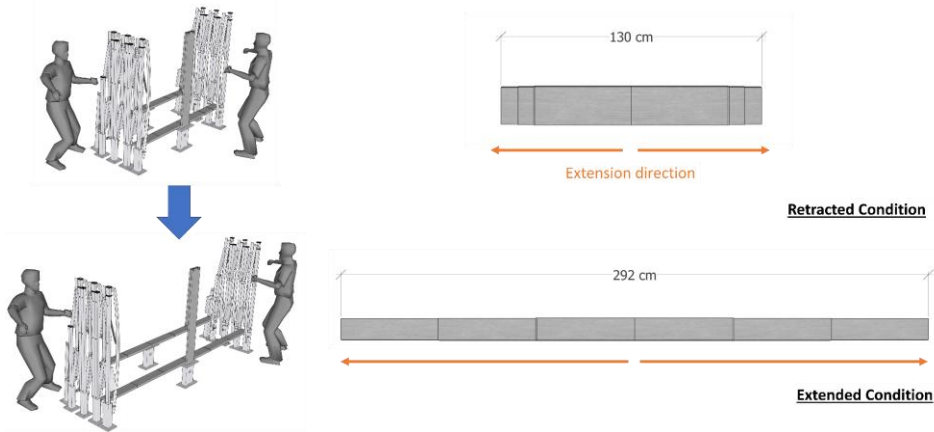 130 cm
Extension direction
Retracted Condition
292 cm
Extended Condition